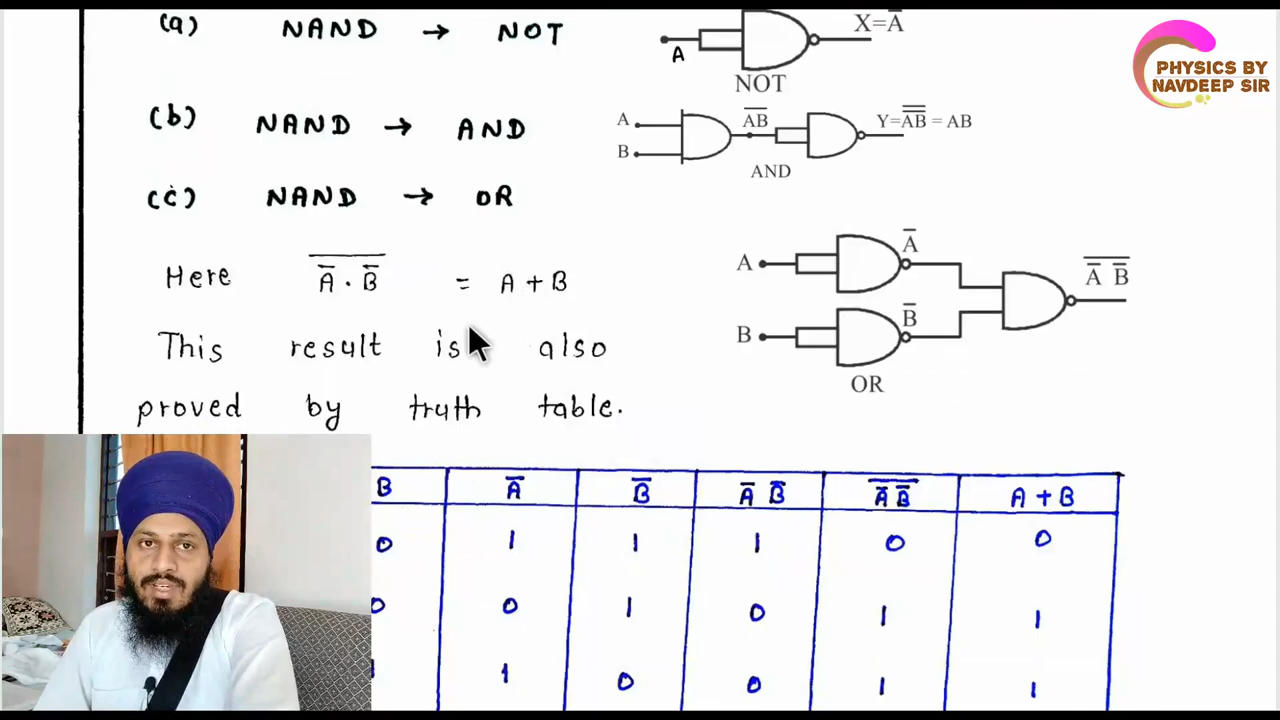 (a) NAND → NOT
X=A̅
A
NOT
PHYSICS BY
NAVDEEP SIR
(b) NAND → AND
A
B
A̅B̅
Y=A̿B̿ = AB
AND
(c) NAND → OR
A
A̅
B
B̅
A̅ B̅
OR
Here A̅ . B̅ = A + B
This result is also
proved by truth table.
B A̅ B̅ A̅ B̅ A̿ B̿ A + B
0 1 1 1 0 0
0 0 1 0 1 1
1 1 0 0 1 1